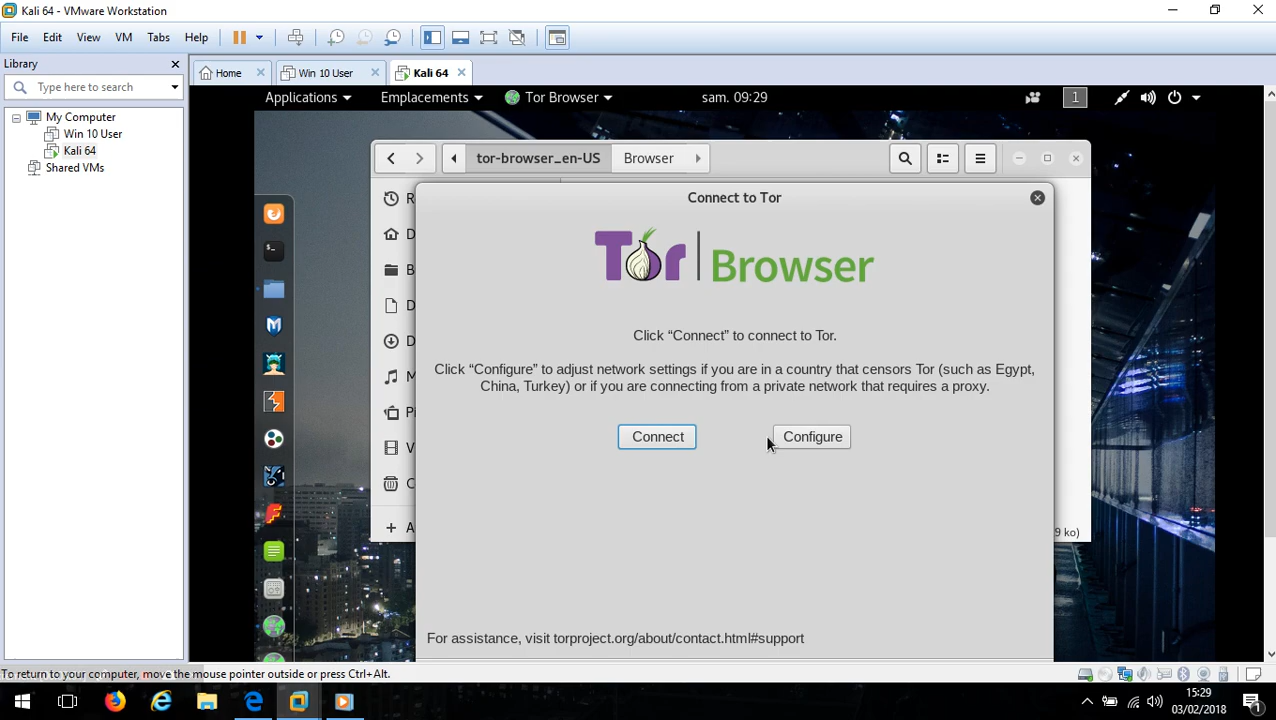 Kali 64 - VMware Workstation
File Edit View VM Tabs Help
Library
Type here to search
My Computer
Win 10 User
Kali 64
Shared VMs
Home
Win 10 User
Kali 64
Applications Emplacements Tor Browser sam. 09:29 1
tor-browser_en-US Browser
R
D
B
D
D
M
P
V
C
A
Connect to Tor
Tor Browser
Click “Connect” to connect to Tor.
Click “Configure” to adjust network settings if you are in a country that censors Tor (such as Egypt,
China, Turkey) or if you are connecting from a private network that requires a proxy.
Connect Configure
9 ko)
For assistance, visit torproject.org/about/contact.html#support
To return to your computer, move the mouse pointer outside or press Ctrl+Alt.
15:29
03/02/2018
1